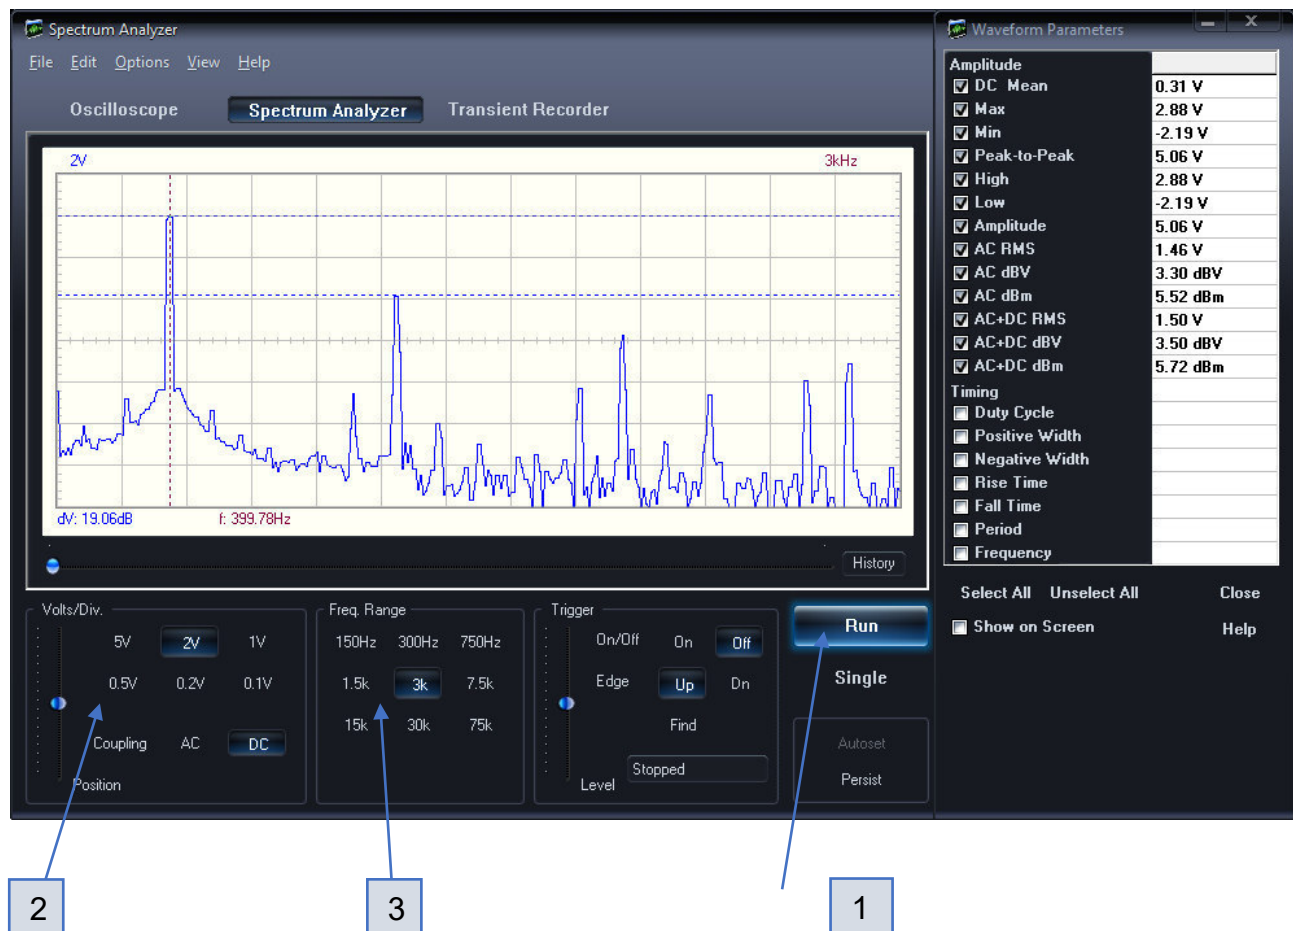 Spectrum Analyzer
File Edit Options View Help
Oscilloscope Spectrum Analyzer Transient Recorder
2V 3kHz
dV: 19.06dB f: 399.78Hz
History
Volts/Div.
5V 2V 1V
0.5V 0.2V 0.1V
Coupling AC DC
Position
Freq. Range
150Hz 300Hz 750Hz
1.5k 3k 7.5k
15k 30k 75k
Trigger
On/Off On Off
Edge Up Dn
Find
Stopped
Level
Run
Single
Autoset
Persist
Waveform Parameters
Amplitude
DC Mean 0.31 V
Max 2.88 V
Min -2.19 V
Peak-to-Peak 5.06 V
High 2.88 V
Low -2.19 V
Amplitude 5.06 V
AC RMS 1.46 V
AC dBV 3.30 dBV
AC dBm 5.52 dBm
AC+DC RMS 1.50 V
AC+DC dBV 3.50 dBV
AC+DC dBm 5.72 dBm
Timing
Duty Cycle
Positive Width
Negative Width
Rise Time
Fall Time
Period
Frequency
Select All Unselect All Close
Show on Screen Help
2 3 1